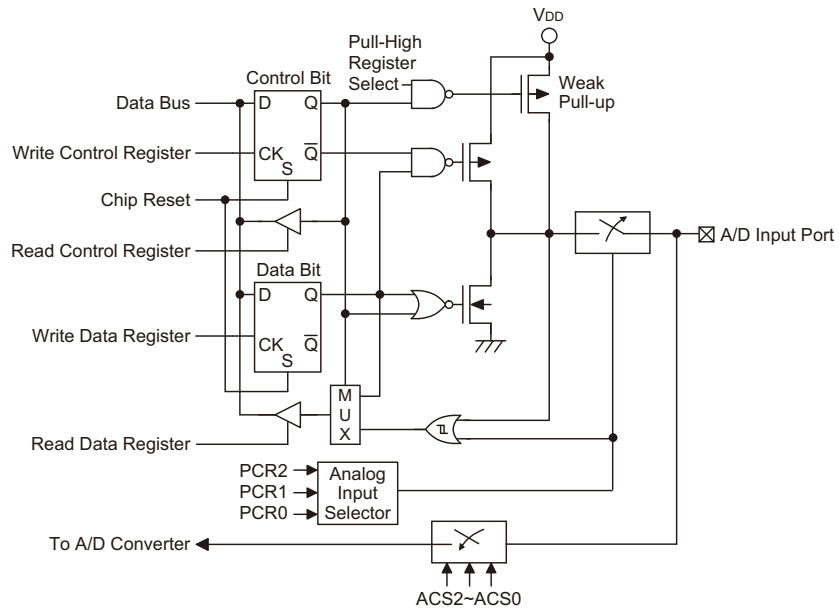 VDD
Pull-High
Register
Select
Control Bit
Weak
Pull-up
Data Bus
D
Q
Write Control Register
CK
Q
S
Chip Reset
Read Control Register
Data Bit
D
Q
A/D Input Port
Write Data Register
CK
Q
S
M
U
X
Read Data Register
PCR2
PCR1
PCR0
Analog
Input
Selector
To A/D Converter
ACS2~ACS0